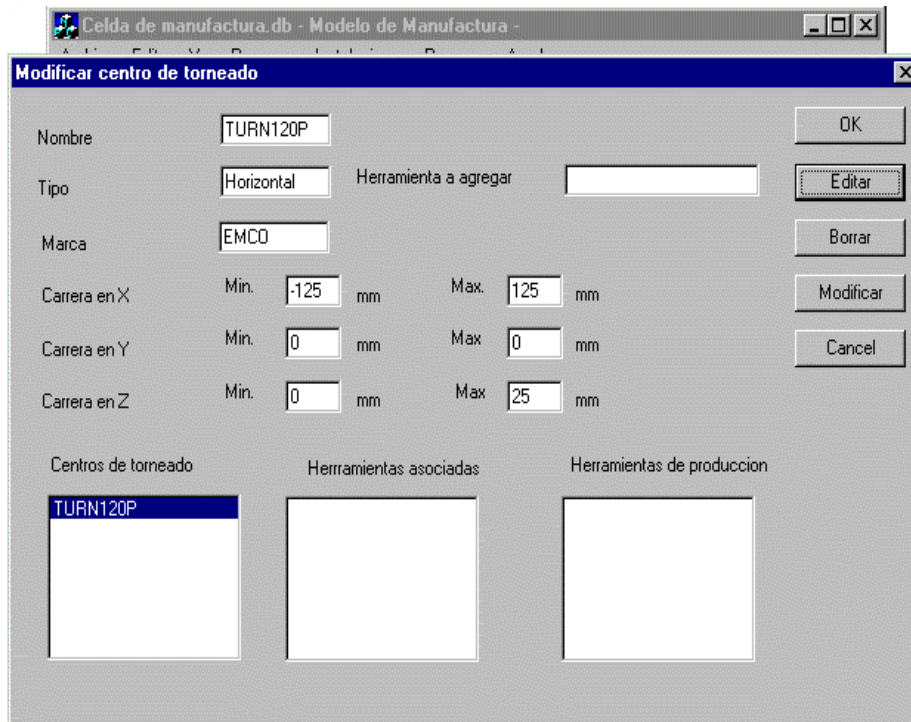 Celda de manufactura.db - Modelo de Manufactura -
Modificar centro de torneado
Nombre TURN120P OK
Tipo Horizontal Herramienta a agregar Editar
Marca EMCO Borrar
Carrera en X Min. -125 mm Max. 125 mm Modificar
Carrera en Y Min. 0 mm Max 0 mm Cancel
Carrera en Z Min. 0 mm Max 25 mm
Centros de torneado Herrramientas asociadas Herramientas de produccion
TURN120P